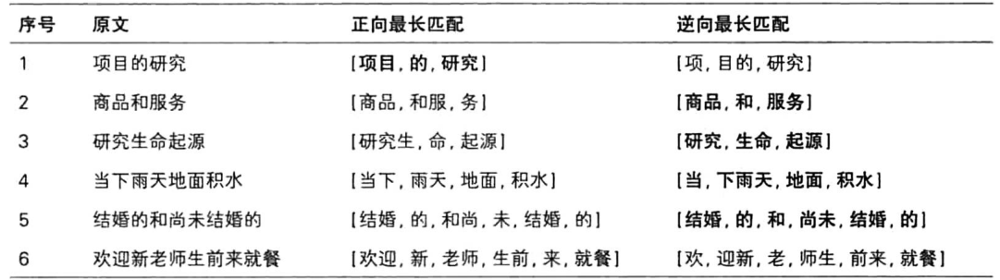 序号 原文 正向最长匹配 逆向最长匹配
1 项目的研究 [项目, 的, 研究] [项, 目的, 研究]
2 商品和服务 [商品, 和服, 务] [商品, 和, 服务]
3 研究生命起源 [研究生, 命, 起源] [研究, 生命, 起源]
4 当下雨天地面积水 [当下, 雨天, 地面, 积水] [当, 下雨天, 地面, 积水]
5 结婚的和尚未结婚的 [结婚, 的, 和尚, 未, 结婚, 的] [结婚, 的, 和, 尚未, 结婚, 的]
6 欢迎新老师生前来就餐 [欢迎, 新, 老师, 生前, 来, 就餐] [欢, 迎新, 老, 师生, 前来, 就餐]